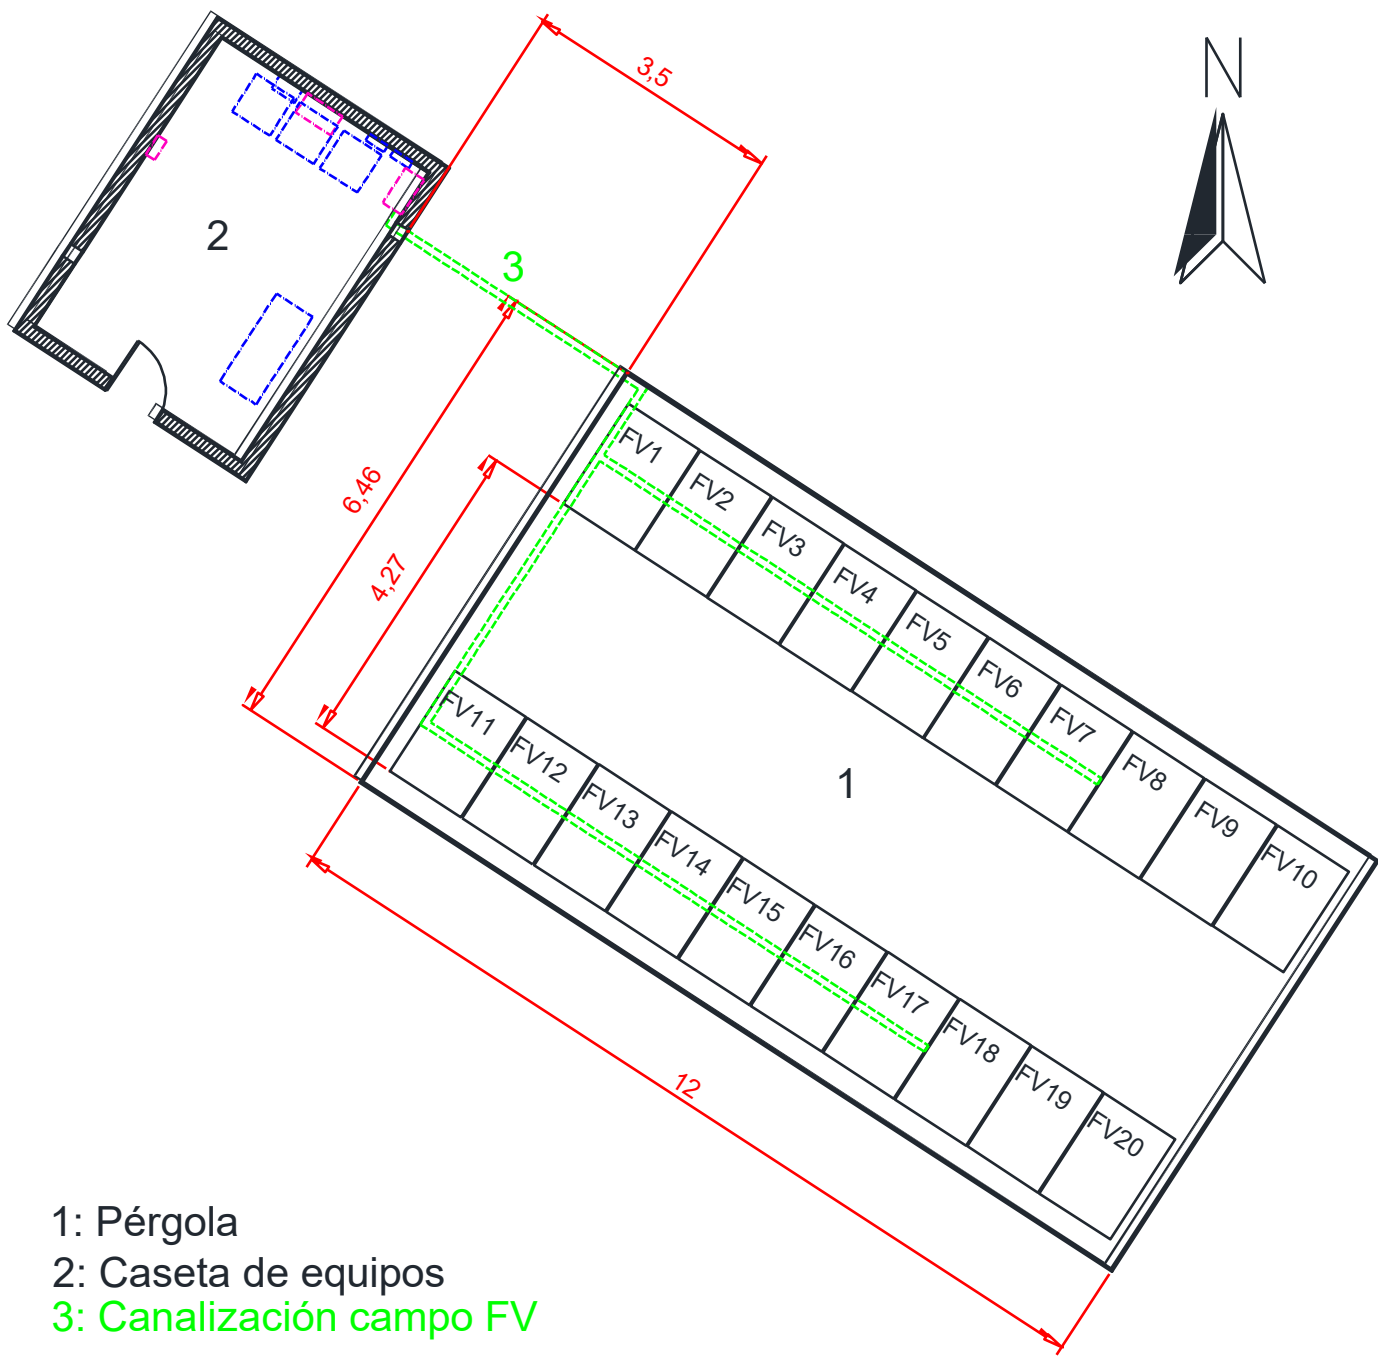 N
3,5
2
3
6,46
4,27
FV1
FV2
FV3
FV4
FV5
FV6
FV7
FV8
FV9
FV10
1
FV11
FV12
FV13
FV14
FV15
FV16
FV17
FV18
FV19
FV20
12
1: Pérgola
2: Caseta de equipos
3: Canalización campo FV